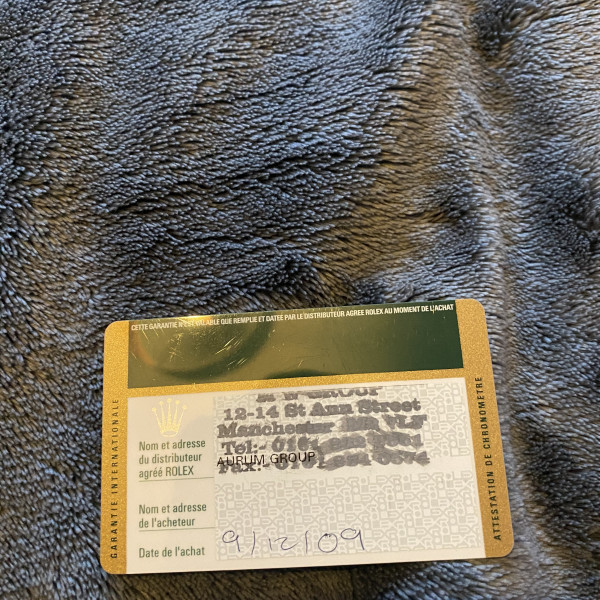 CETTE GARANTIE N'EST VALABLE QUE REMPLIE ET DATEE PAR LE DISTRIBUTEUR AGREE ROLEX AU MOMENT DE L'ACHAT
GARANTIE INTERNATIONALE
GROUP
12-14 St Ann Street
Manchester
Tel:- 0161
Fax:-
AURUM GROUP
Nom et adresse
du distributeur
agréé ROLEX
Nom et adresse
de l'acheteur
Date de l'achat
9/12/09
ATTESTATION DE CHRONOMETRE